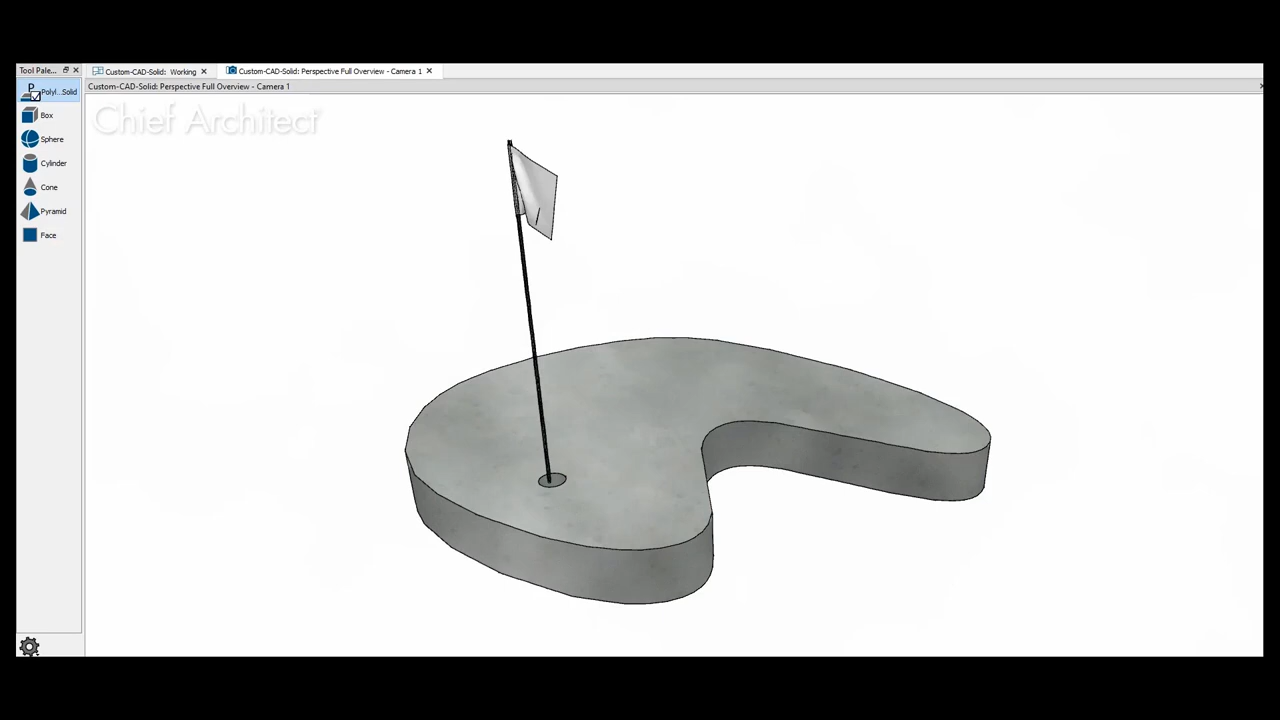 Tool Pale...
Custom-CAD-Solid: Working
Custom-CAD-Solid: Perspective Full Overview - Camera 1
Custom-CAD-Solid: Perspective Full Overview - Camera 1
P
Polyl...Solid
Chief Architect
Box
Sphere
Cylinder
Cone
Pyramid
Face